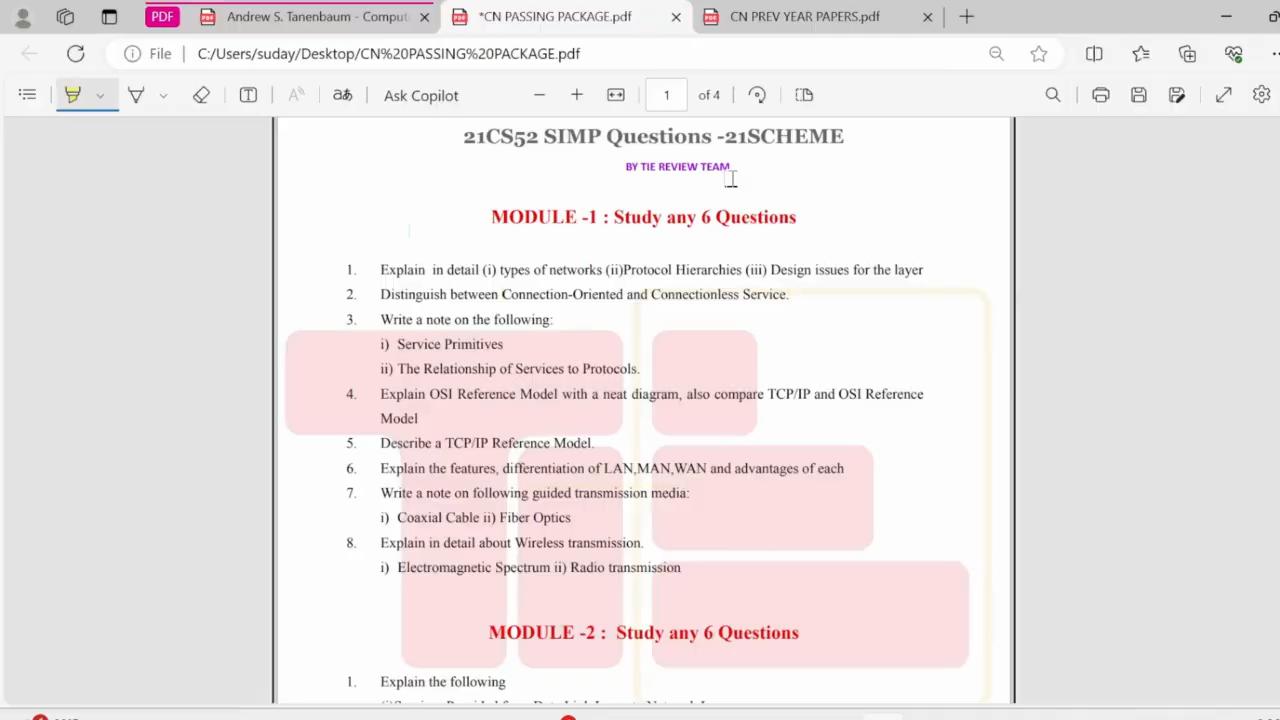 PDF
Andrew S. Tanenbaum - Comput
*CN PASSING PACKAGE.pdf
CN PREV YEAR PAPERS.pdf
File
C:/Users/suday/Desktop/CN%20PASSING%20PACKAGE.pdf
Ask Copilot
1
of 4
21CS52 SIMP Questions -21SCHEME
BY TIE REVIEW TEAM
MODULE -1 : Study any 6 Questions
1. Explain in detail (i) types of networks (ii)Protocol Hierarchies (iii) Design issues for the layer
2. Distinguish between Connection-Oriented and Connectionless Service.
3. Write a note on the following:
i) Service Primitives
ii) The Relationship of Services to Protocols.
4. Explain OSI Reference Model with a neat diagram, also compare TCP/IP and OSI Reference
Model
5. Describe a TCP/IP Reference Model.
6. Explain the features, differentiation of LAN,MAN,WAN and advantages of each
7. Write a note on following guided transmission media:
i) Coaxial Cable ii) Fiber Optics
8. Explain in detail about Wireless transmission.
i) Electromagnetic Spectrum ii) Radio transmission
MODULE -2 : Study any 6 Questions
1. Explain the following